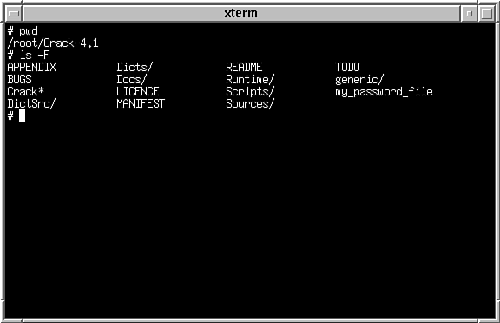 xterm
# pwd
/root/Crack-4.1
# ls -F
APPENDIX Dicts/ README TODO
BUGS Docs/ Runtime/ generic/
Crack* LICENCE Scripts/ my_password_file
DictSrc/ MANIFEST Sources/
#